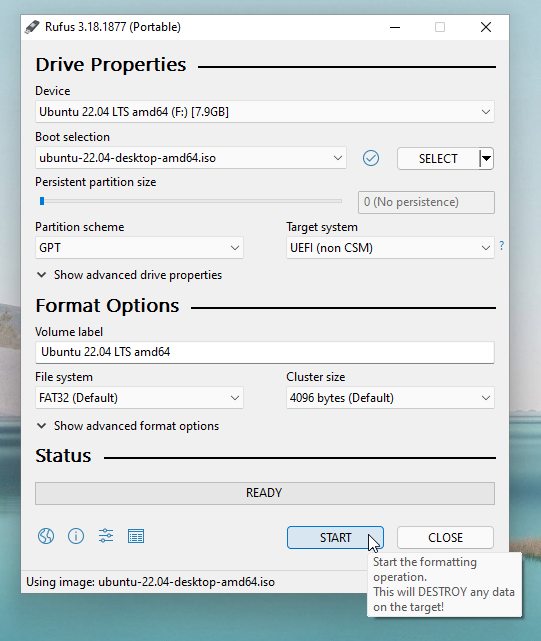 Rufus 3.18.1877 (Portable)
Drive Properties
Device
Ubuntu 22.04 LTS amd64 (F:) [7.9GB]
Boot selection
ubuntu-22.04-desktop-amd64.iso
SELECT
Persistent partition size
0 (No persistence)
Partition scheme
Target system
GPT
UEFI (non CSM)
?
Show advanced drive properties
Format Options
Volume label
Ubuntu 22.04 LTS amd64
File system
Cluster size
FAT32 (Default)
4096 bytes (Default)
Show advanced format options
Status
READY
START
CLOSE
Start the formatting
operation.
This will DESTROY any data
on the target!
Using image: ubuntu-22.04-desktop-amd64.iso